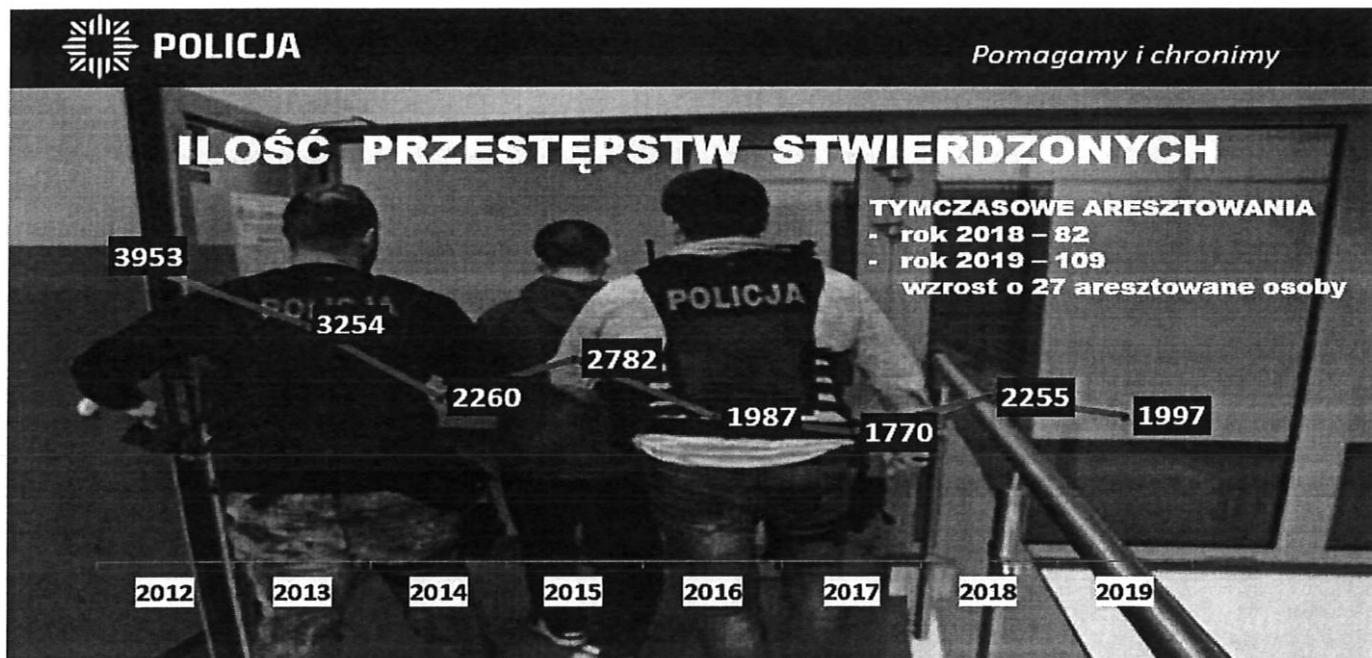 POLICJA
Pomagamy i chronimy
ILOŚĆ PRZESTĘPSTW STWIERDZONYCH
TYMCZASOWE ARESZTOWANIA
- rok 2018 – 82
- rok 2019 – 109
wzrost o 27 aresztowane osoby
3953
3254
2260
2782
1987
1770
2255
1997
POLICJA
POLICJA
2012
2013
2014
2015
2016
2017
2018
2019